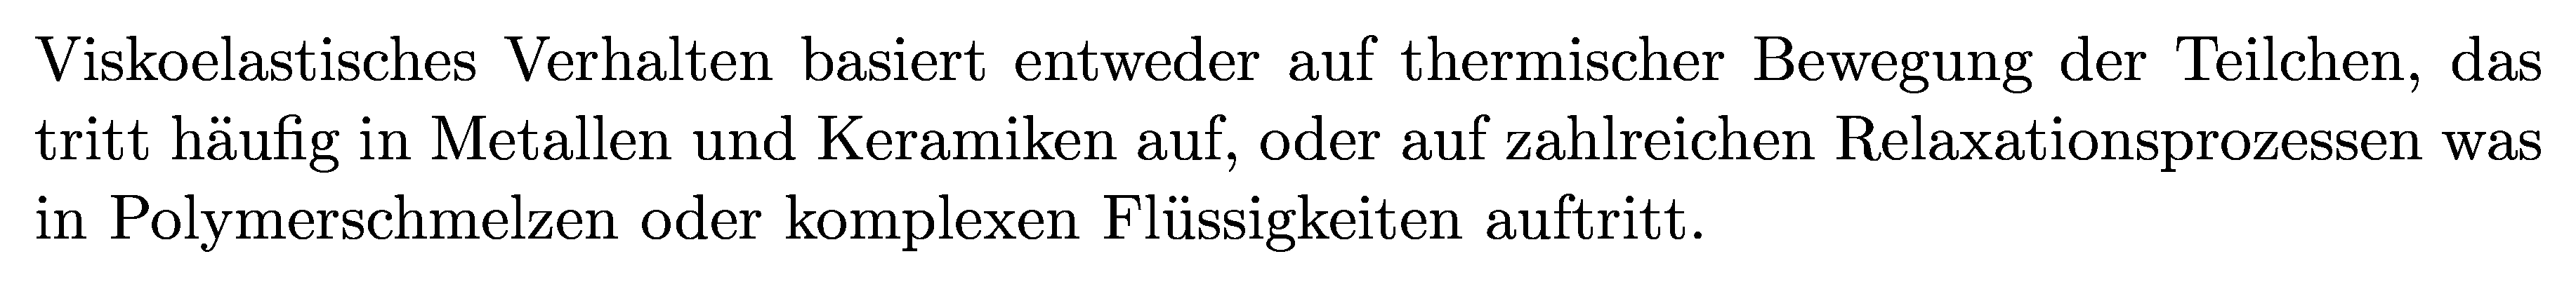 Viskoelastisches Verhalten basiert entweder auf thermischer Bewegung der Teilchen, das
tritt häufig in Metallen und Keramiken auf, oder auf zahlreichen Relaxationsprozessen was
in Polymerschmelzen oder komplexen Flüssigkeiten auftritt.